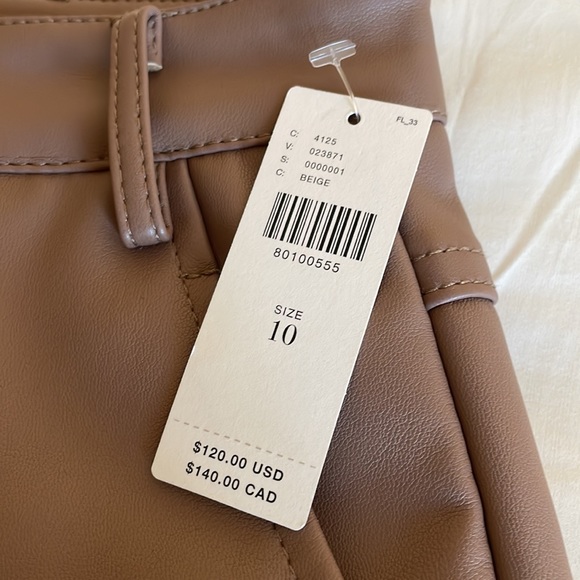 FL_33
C: 4125
V: 023871
S: 0000001
C: BEIGE
80100555
SIZE
10
$120.00 USD
$140.00 CAD